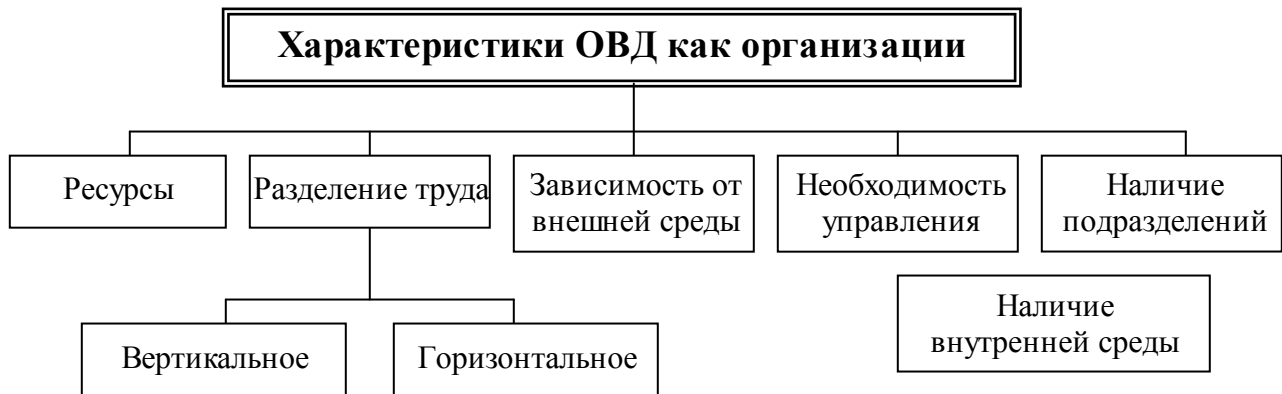 Характеристики ОВД как организации
Ресурсы
Разделение труда
Зависимость от
внешней среды
Необходимость
управления
Наличие
подразделений
Вертикальное
Горизонтальное
Наличие
внутренней среды